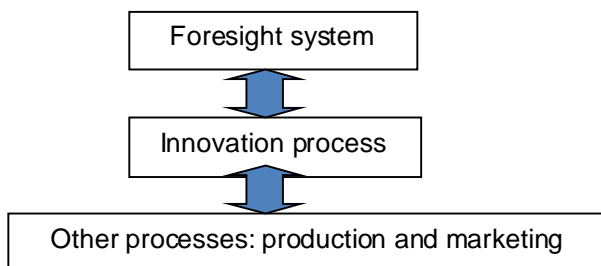 Foresight system
Innovation process
Other processes: production and marketing